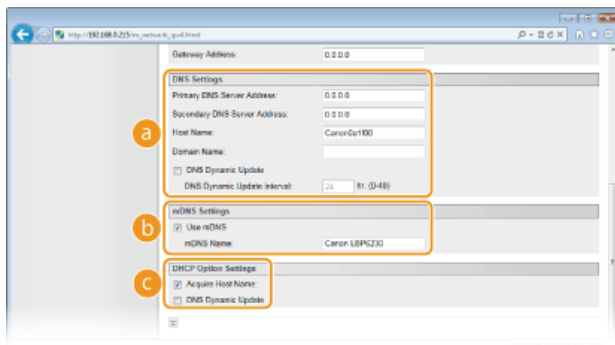 http://192.168.0.215/m_network_ipv4.html
Gateway Address: 0.0.0.0
DNS Settings
Primary DNS Server Address: 0.0.0.0
Secondary DNS Server Address: 0.0.0.0
a
Host Name: Canon0a1f00
Domain Name:
DNS Dynamic Update
DNS Dynamic Update Interval: 24 hr. (0-48)
mDNS Settings
b
Use mDNS
mDNS Name: Canon LBP6230
DHCP Option Settings
c
Acquire Host Name:
DNS Dynamic Update